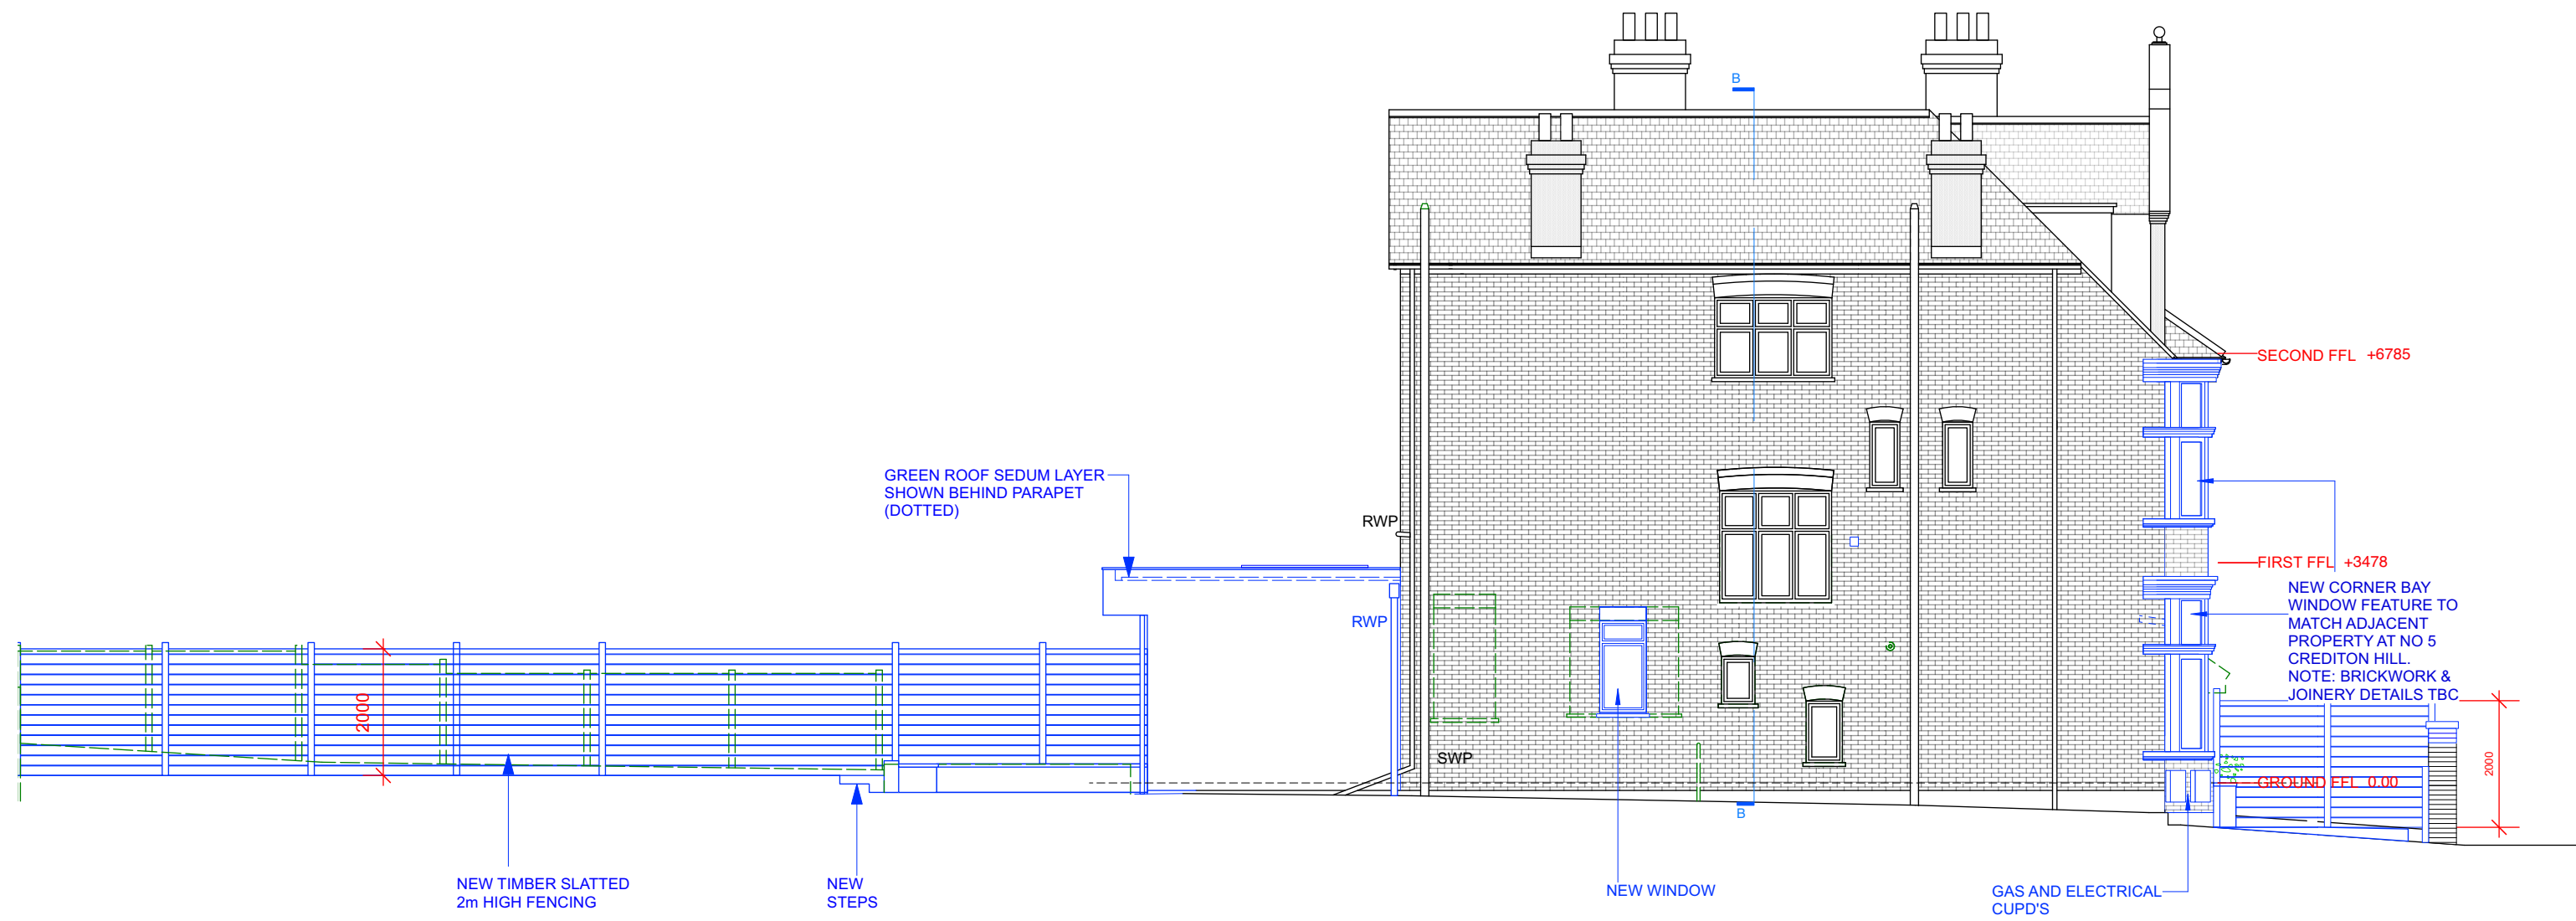 B
SECOND FFL +6785
GREEN ROOF SEDUM LAYER
SHOWN BEHIND PARAPET
(DOTTED)
RWP
FIRST FFL +3478
NEW CORNER BAY
WINDOW FEATURE TO
MATCH ADJACENT
PROPERTY AT NO 5
CREDITON HILL.
NOTE: BRICKWORK &
JOINERY DETAILS TBC
RWP
2000
SWP
2000
GROUND FFL 0.00
B
NEW TIMBER SLATTED
2m HIGH FENCING
NEW
STEPS
NEW WINDOW
GAS AND ELECTRICAL
CUPD'S